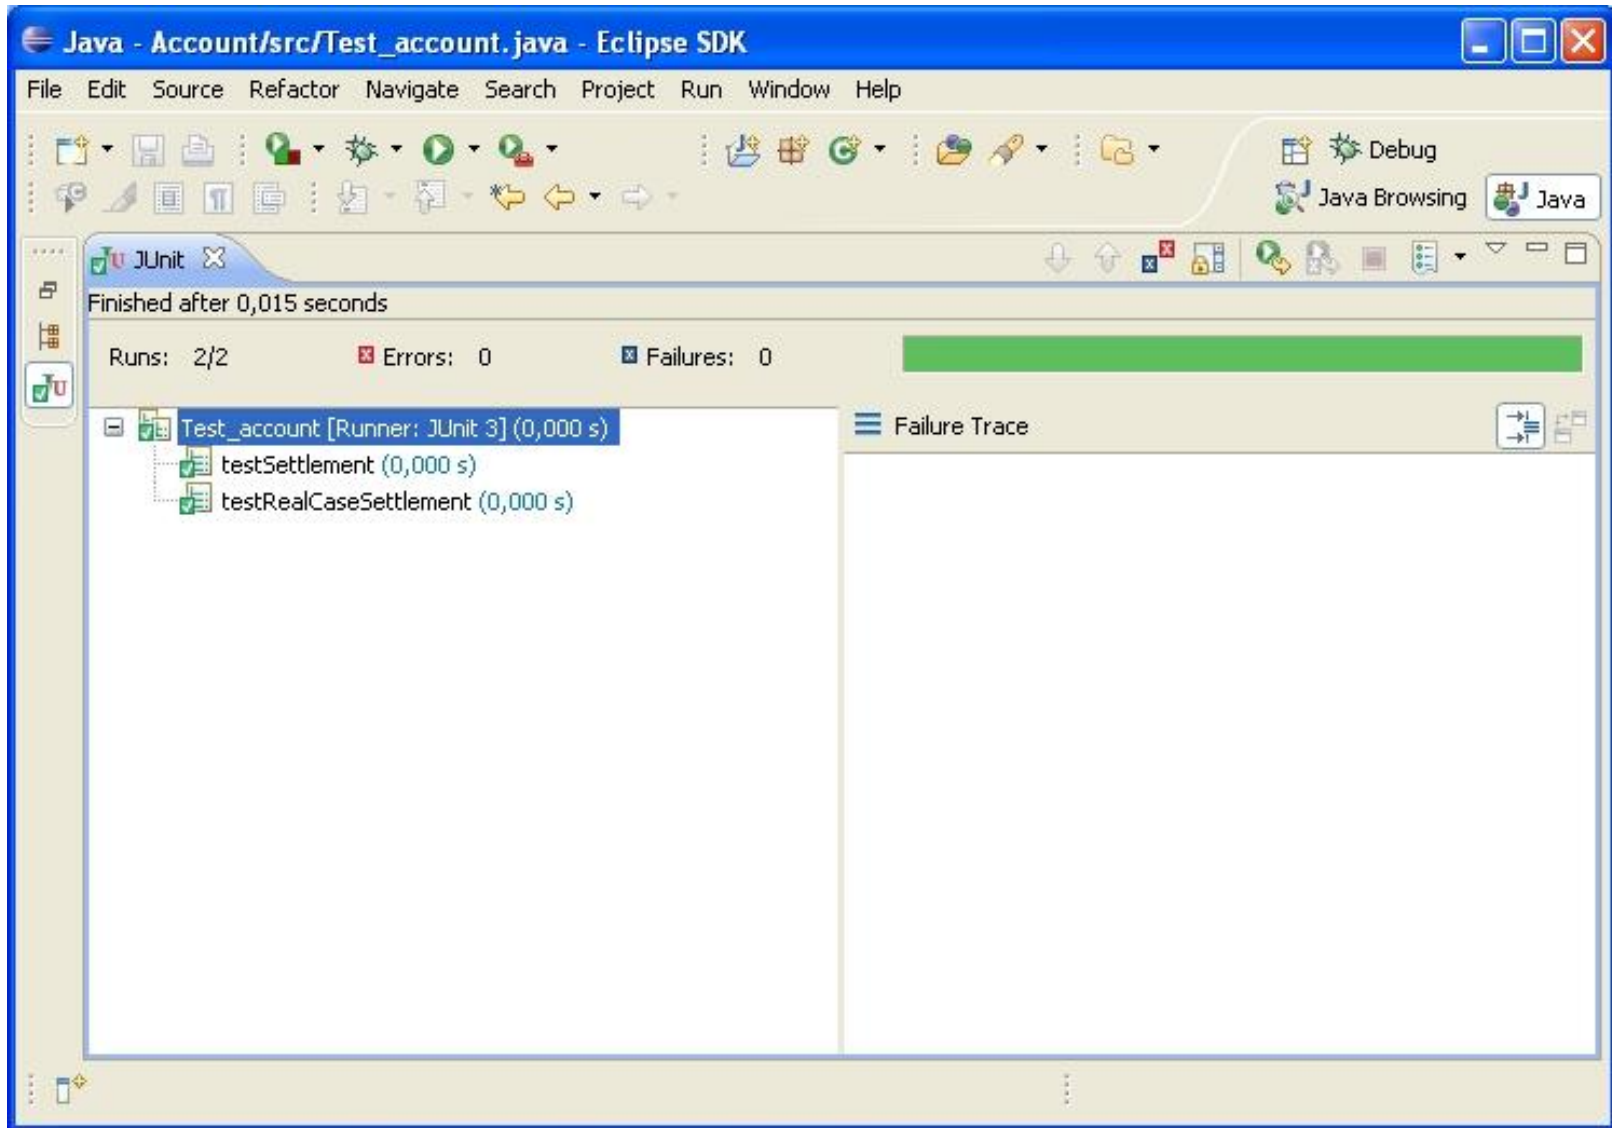 Java - Account/src/Test_account.java - Eclipse SDK
File Edit Source Refactor Navigate Search Project Run Window Help
Debug
Java Browsing Java
JUnit
Finished after 0,015 seconds
Runs: 2/2 Errors: 0 Failures: 0
Test_account [Runner: JUnit 3] (0,000 s)
Failure Trace
testSettlement (0,000 s)
testRealCaseSettlement (0,000 s)